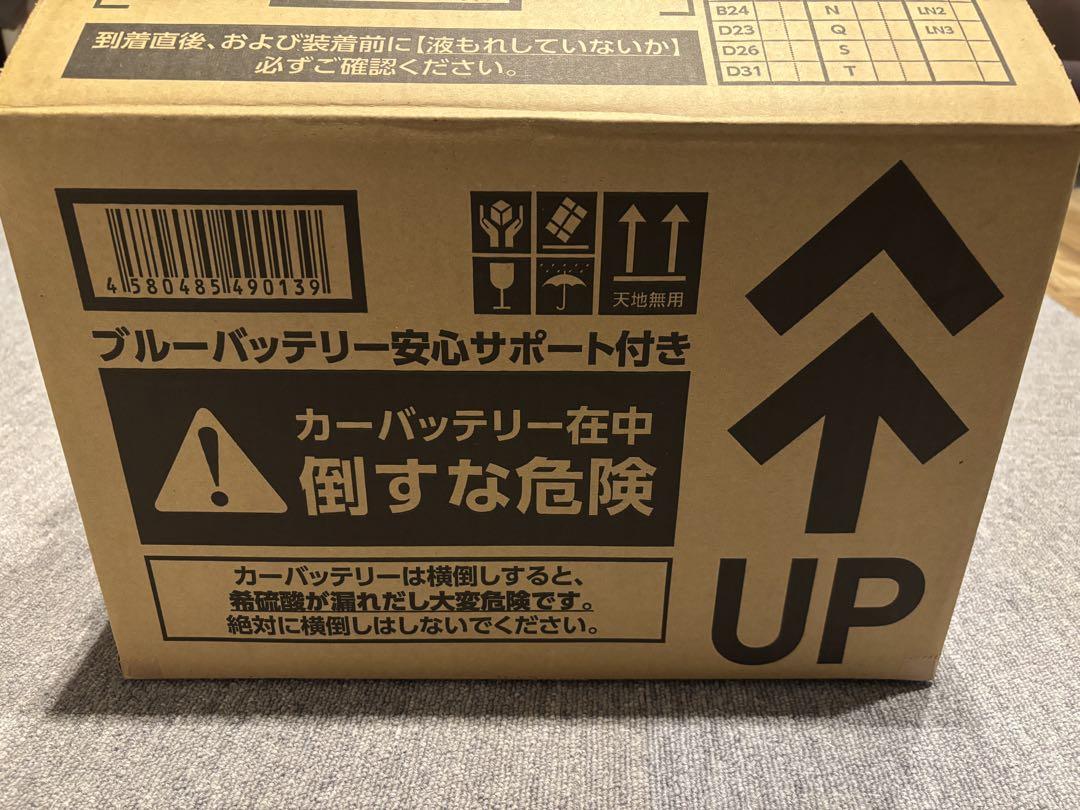 到着直後、および装着前に【液もれしていないか】
必ずご確認ください。
B24 N LN2
D23 Q LN3
D26 S
D31 T
4 580485 490139
天地無用
ブルーバッテリー安心サポート付き
カーバッテリー在中
倒すな危険
カーバッテリーは横倒しすると、
希硫酸が漏れだし大変危険です。
絶対に横倒しはしないでください。
UP